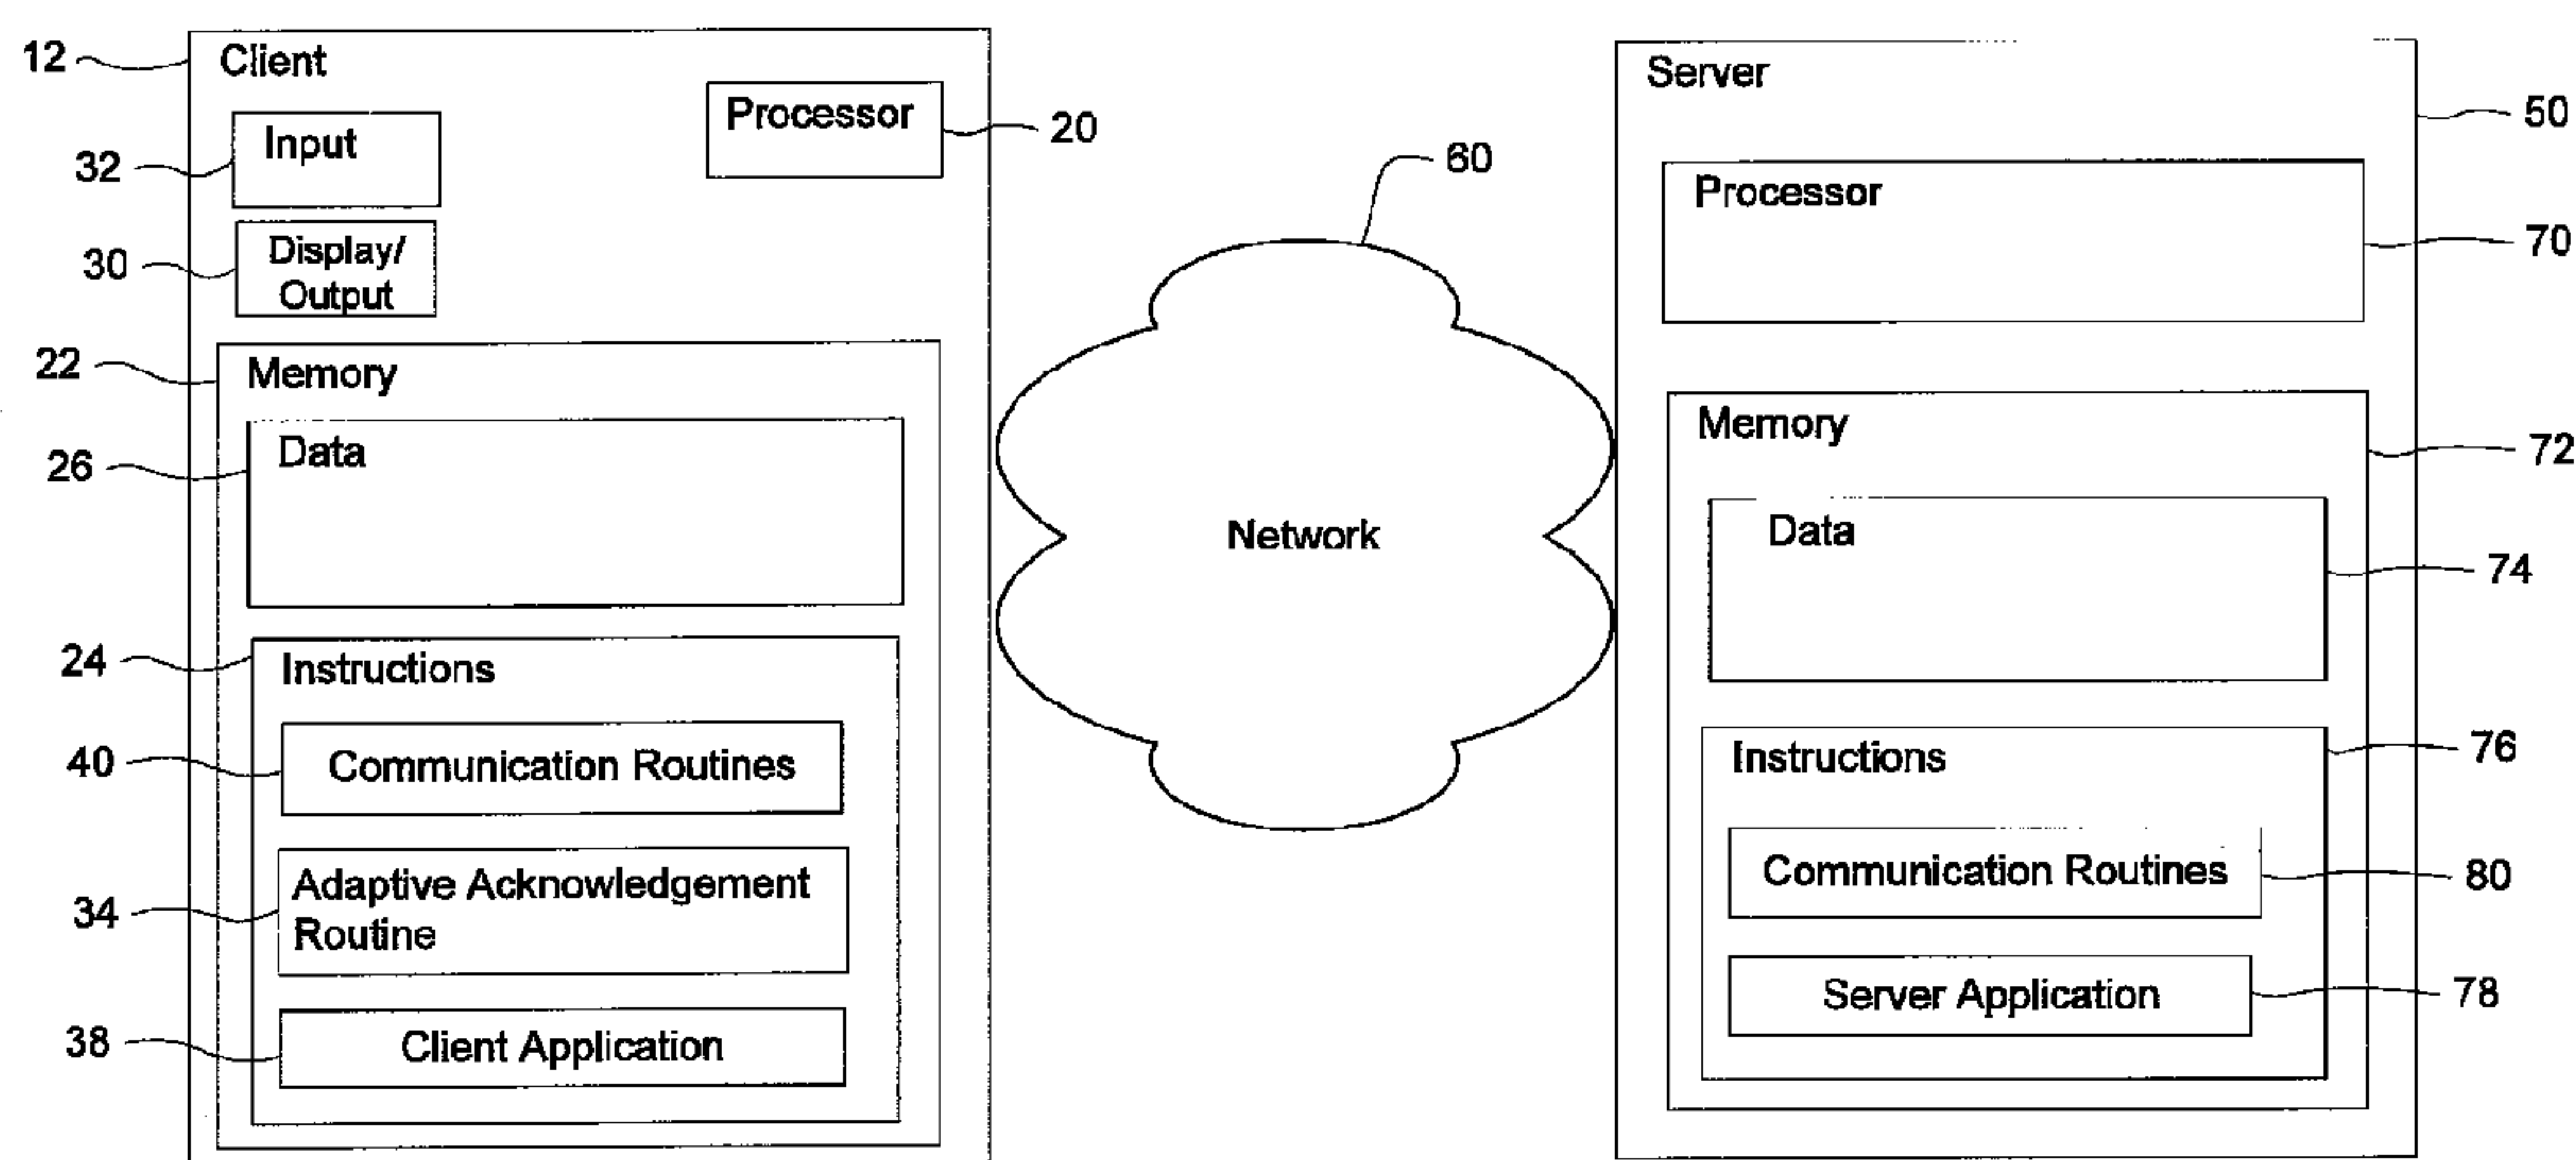 12
Client
Input
32
Processor
20
Display/
Output
30
22
Memory
26
Data
24
Instructions
40
Communication Routines
34
Adaptive Acknowledgement
Routine
38
Client Application
60
Network
Server
50
Processor
70
Memory
72
Data
74
Instructions
76
Communication Routines
80
Server Application
78